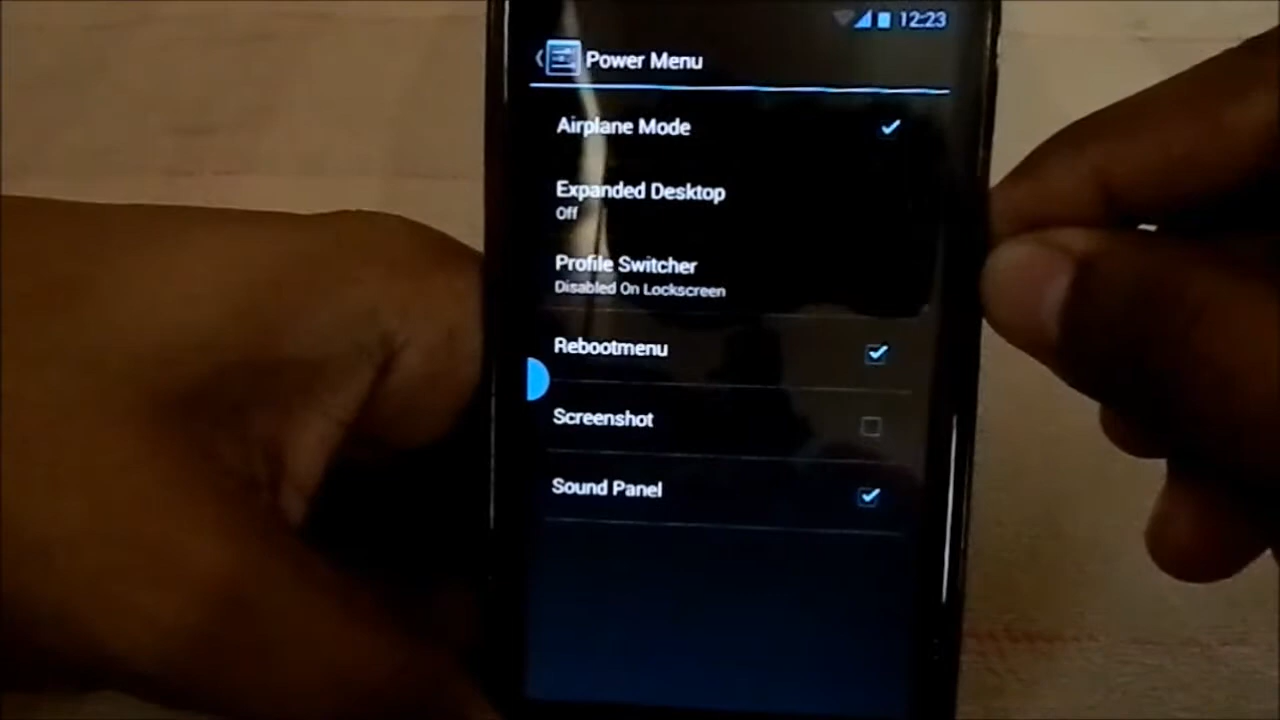 12:23
Power Menu
Airplane Mode
Expanded Desktop
Off
Profile Switcher
Disabled On Lockscreen
Rebootmenu
Screenshot
Sound Panel